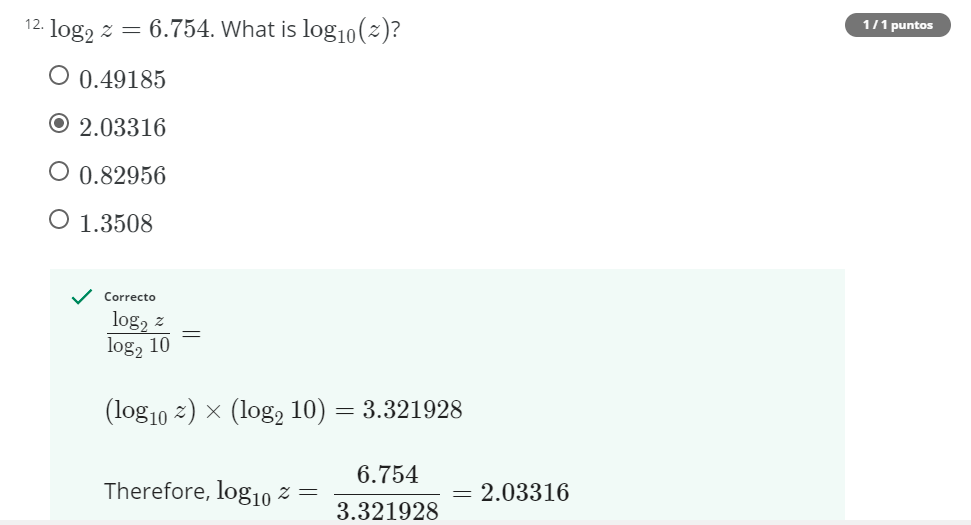 12. log₂ z = 6.754. What is log₁₀(z)?
1 / 1 puntos
0.49185
2.03316
0.82956
1.3508
Correcto
log₂ z
log₂ 10 =
(log₁₀ z) × (log₂ 10) = 3.321928
6.754
Therefore, log₁₀ z = = 2.03316
3.321928